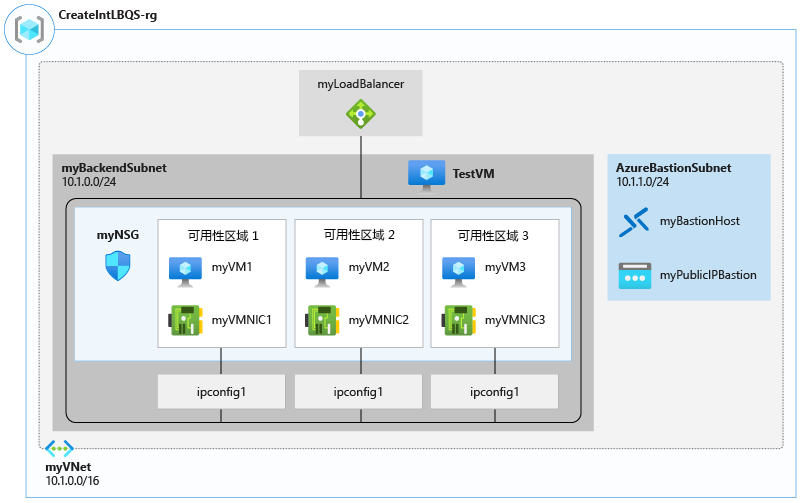 CreateIntLBQS-rg
myLoadBalancer
myBackendSubnet
10.1.0.0/24
TestVM
AzureBastionSubnet
10.1.1.0/24
myBastionHost
myPublicIPBastion
myNSG
可用性区域 1
myVM1
myVMNIC1
可用性区域 2
myVM2
myVMNIC2
可用性区域 3
myVM3
myVMNIC3
ipconfig1
ipconfig1
ipconfig1
myVNet
10.1.0.0/16